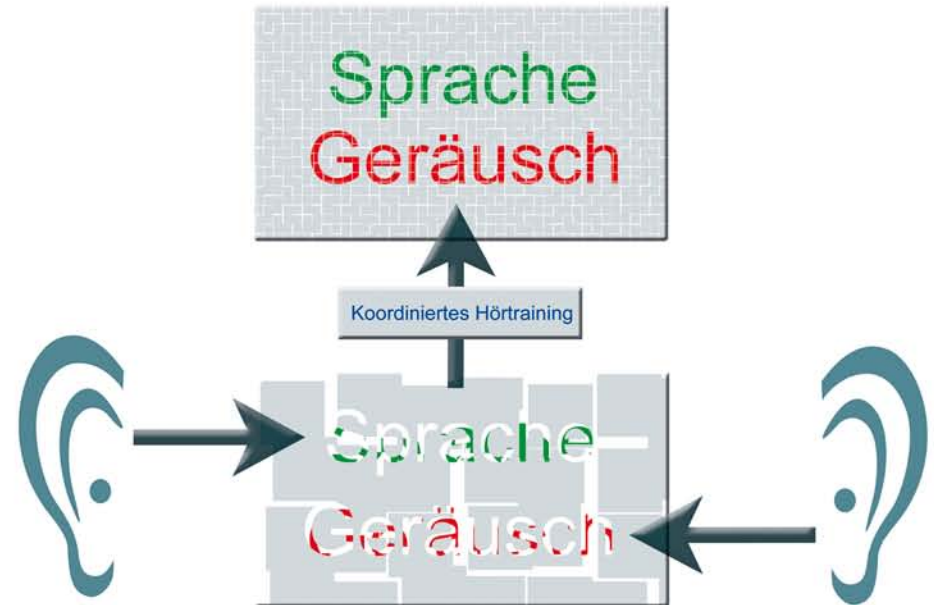 Sprache
Geräusch
Koordiniertes Hörtraining
Sprache
Geräusch